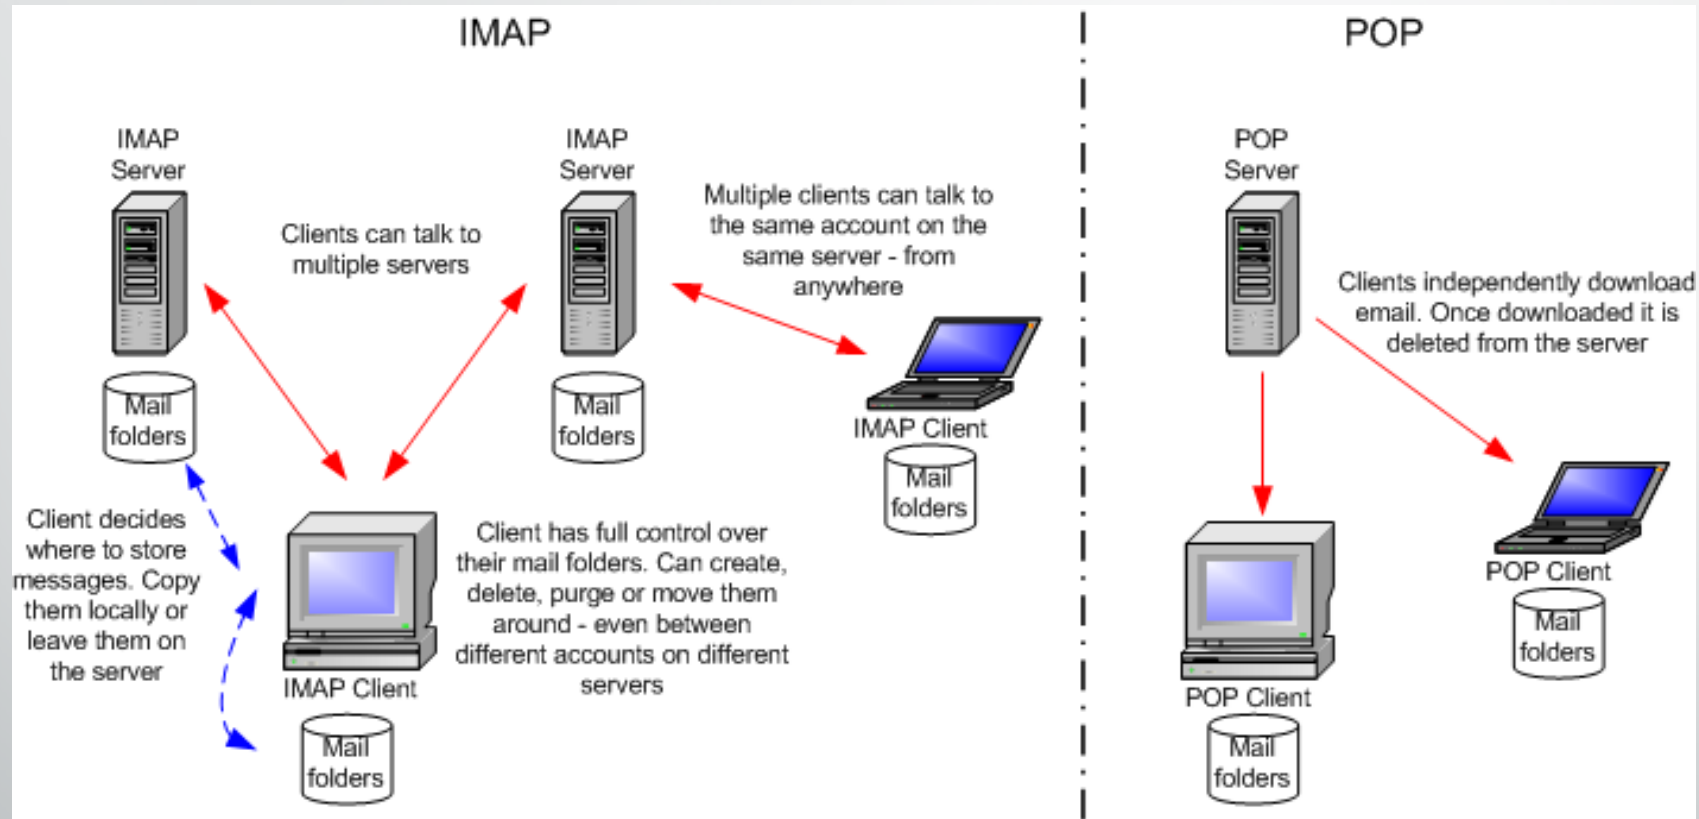 IMAP
POP
IMAP
Server
IMAP
Server
POP
Server
Clients can talk to
multiple servers
Multiple clients can talk to
the same account on the
same server - from
anywhere
Clients independently download
email. Once downloaded it is
deleted from the server
Mail
folders
Mail
folders
IMAP Client
Mail
folders
Client decides
where to store
messages. Copy
them locally or
leave them on
the server
Client has full control over
their mail folders. Can create,
delete, purge or move them
around - even between
different accounts on different
servers
IMAP Client
Mail
folders
POP Client
Mail
folders
POP Client
Mail
folders